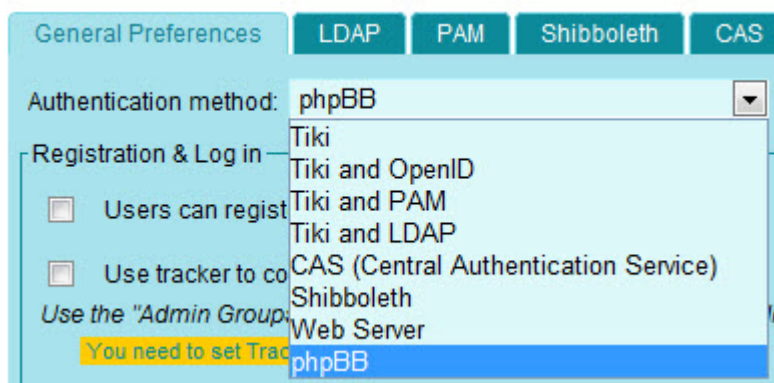 General Preferences LDAP PAM Shibboleth CAS
Authentication method: phpBB
Tiki
Registration & Log in
Tiki and OpenID
Tiki and PAM
Users can regist
Tiki and LDAP
CAS (Central Authentication Service)
Use tracker to co
Shibboleth
Use the "Admin Group
Web Server
You need to set Trac
phpBB